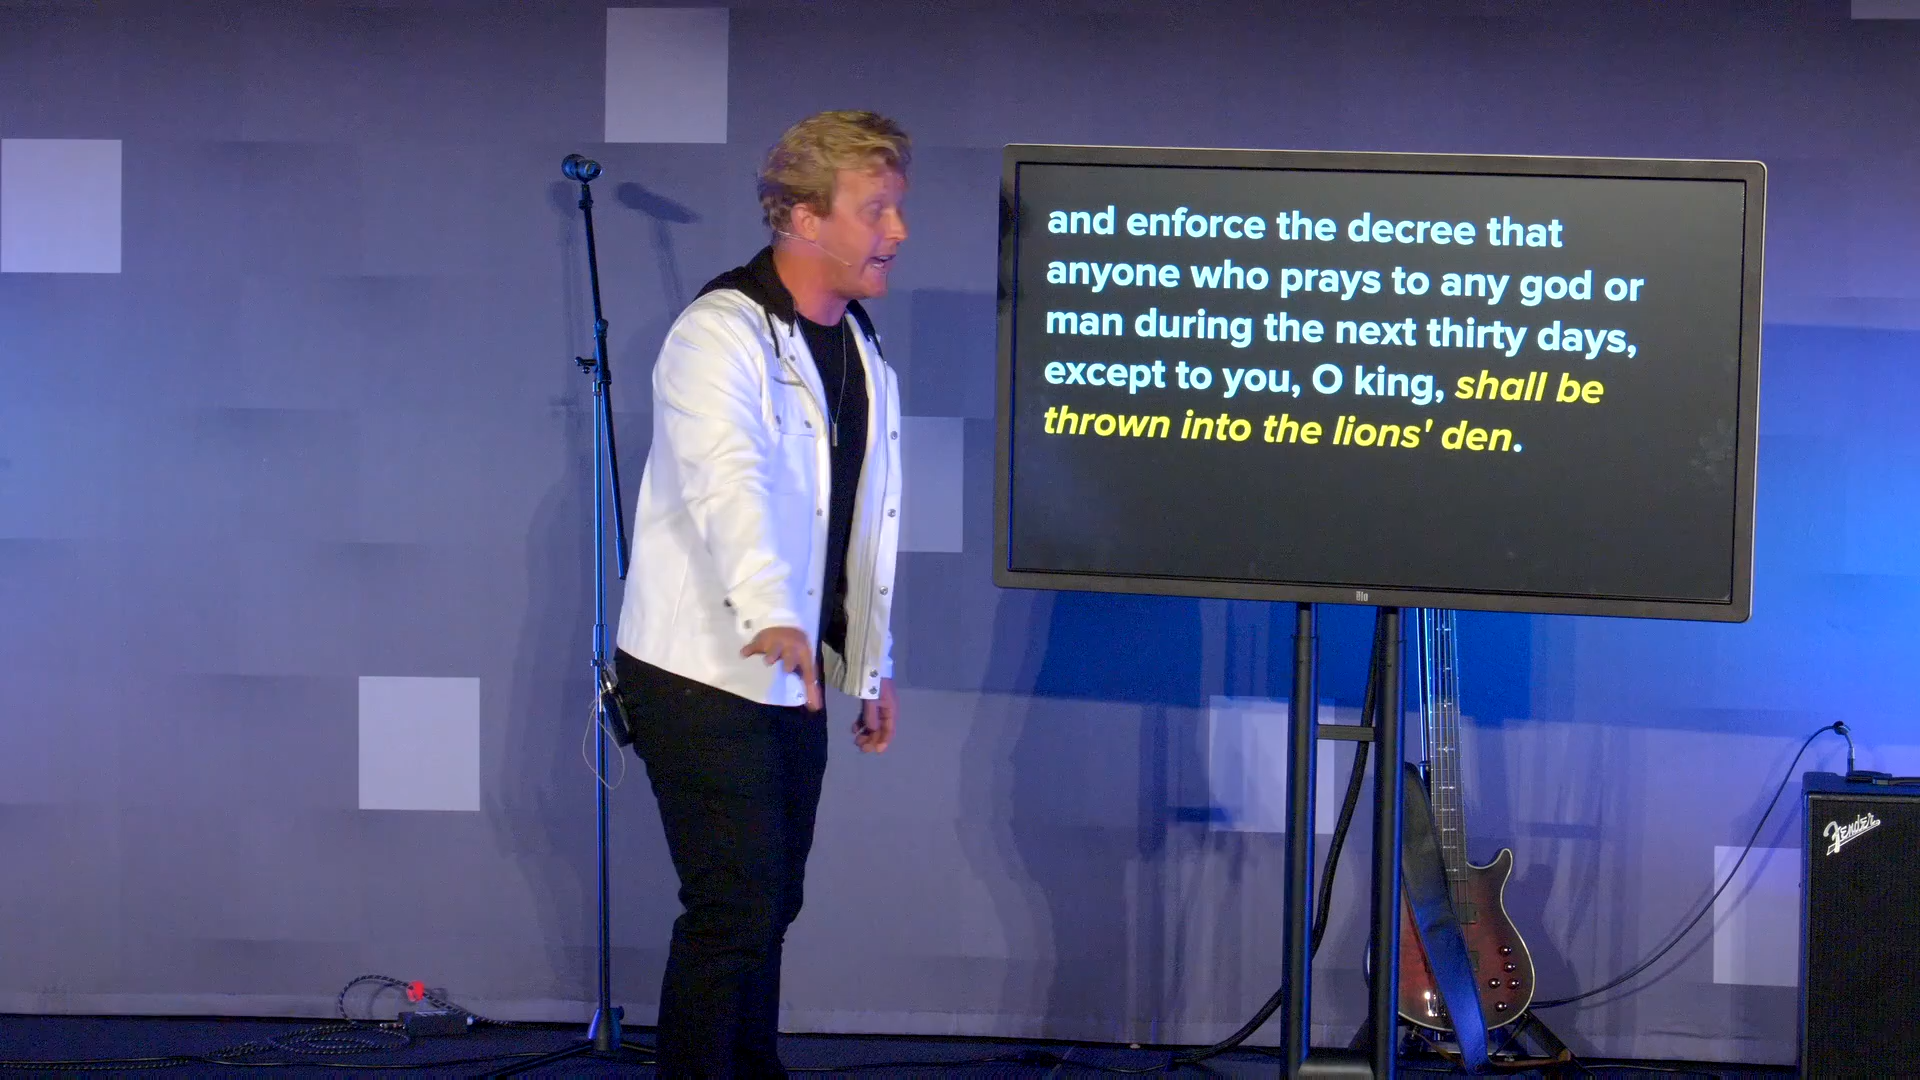 and enforce the decree that
anyone who prays to any god or
man during the next thirty days,
except to you, O king, shall be
thrown into the lions' den.
Fender